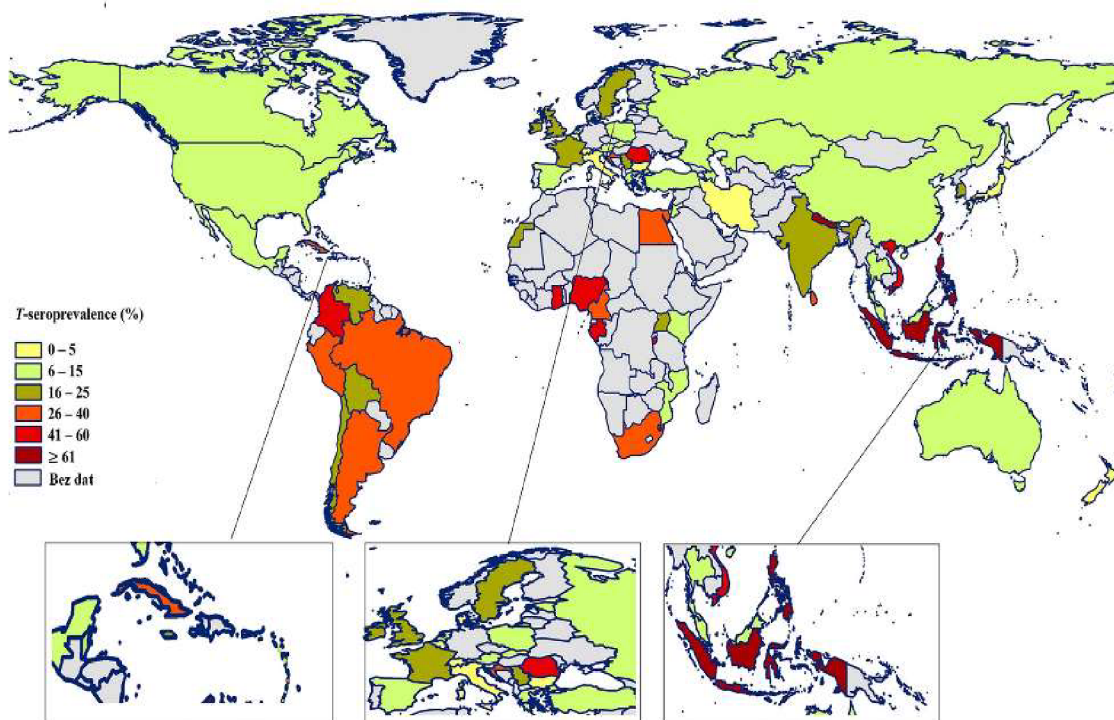 T-seroprevalence (%)
0 – 5
6 – 15
16 – 25
26 – 40
41 – 60
≥ 61
Bez dat